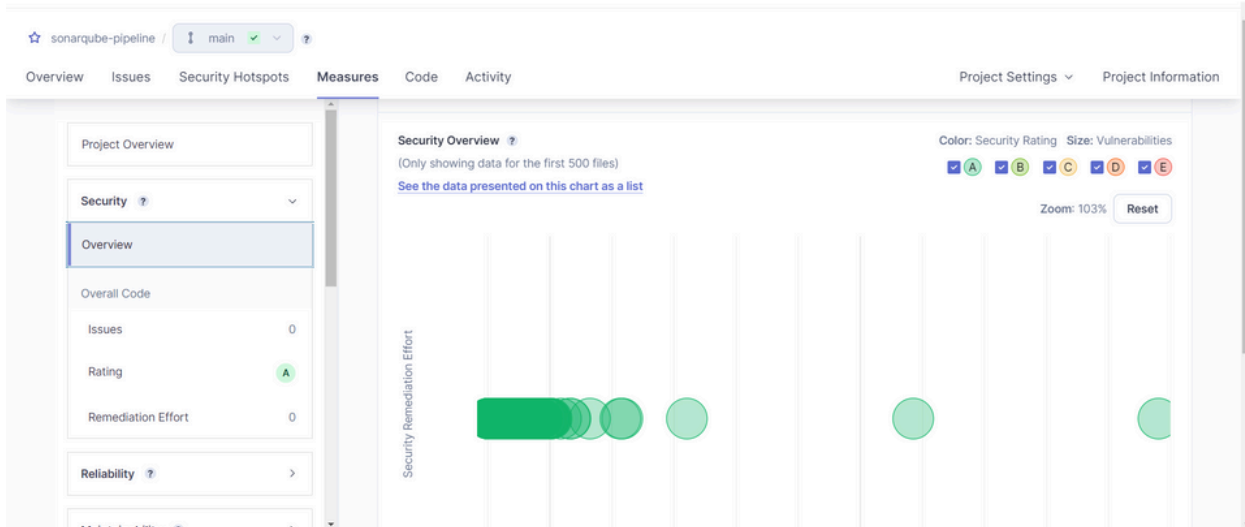 sonarqube-pipeline / main ?
Overview Issues Security Hotspots Measures Code Activity Project Settings Project Information
Project Overview
Security ?
Overview
Overall Code
Issues 0
Rating A
Remediation Effort 0
Reliability ?
Security Overview ?
(Only showing data for the first 500 files)
See the data presented on this chart as a list
Color: Security Rating Size: Vulnerabilities
A B C D E
Zoom: 103% Reset
Security Remediation Effort